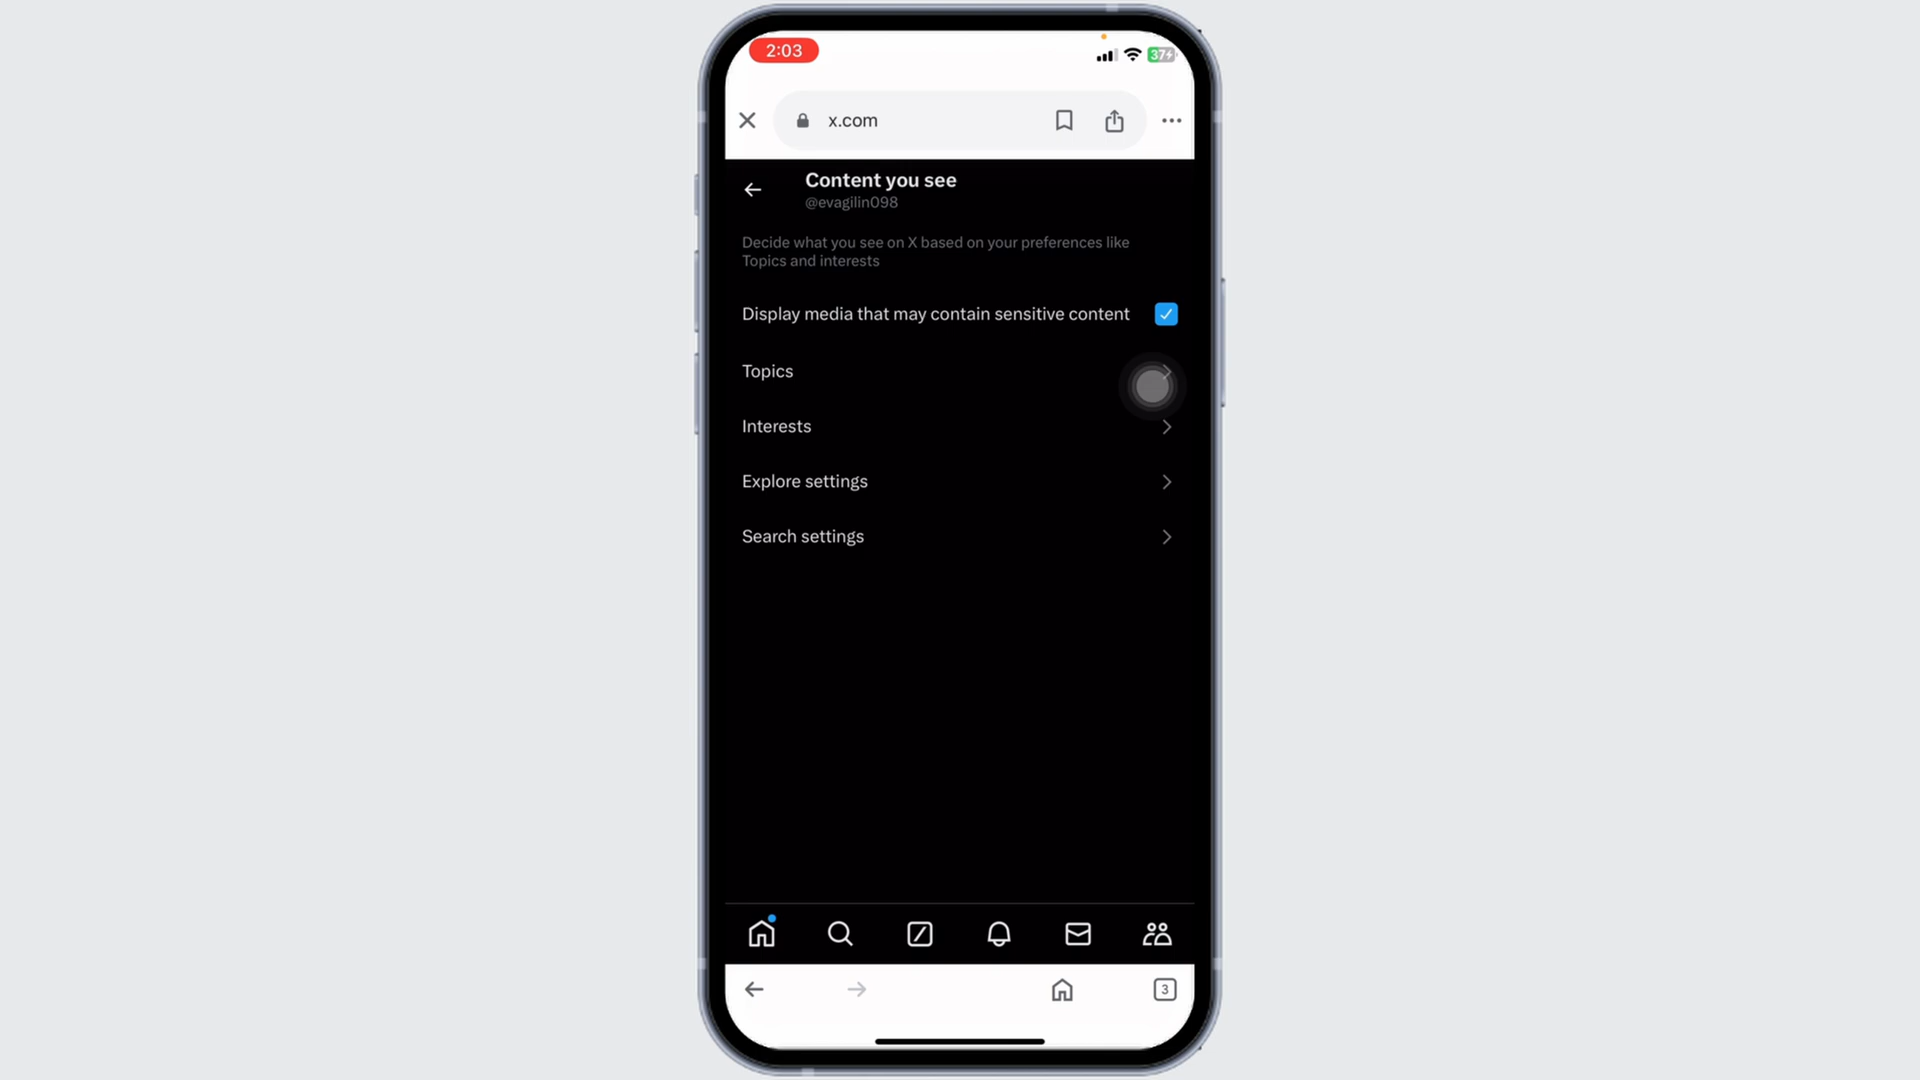 2:03
37
x.com
Content you see
@evagilin098
Decide what you see on X based on your preferences like
Topics and interests
Display media that may contain sensitive content
Topics
Interests
Explore settings
Search settings
3